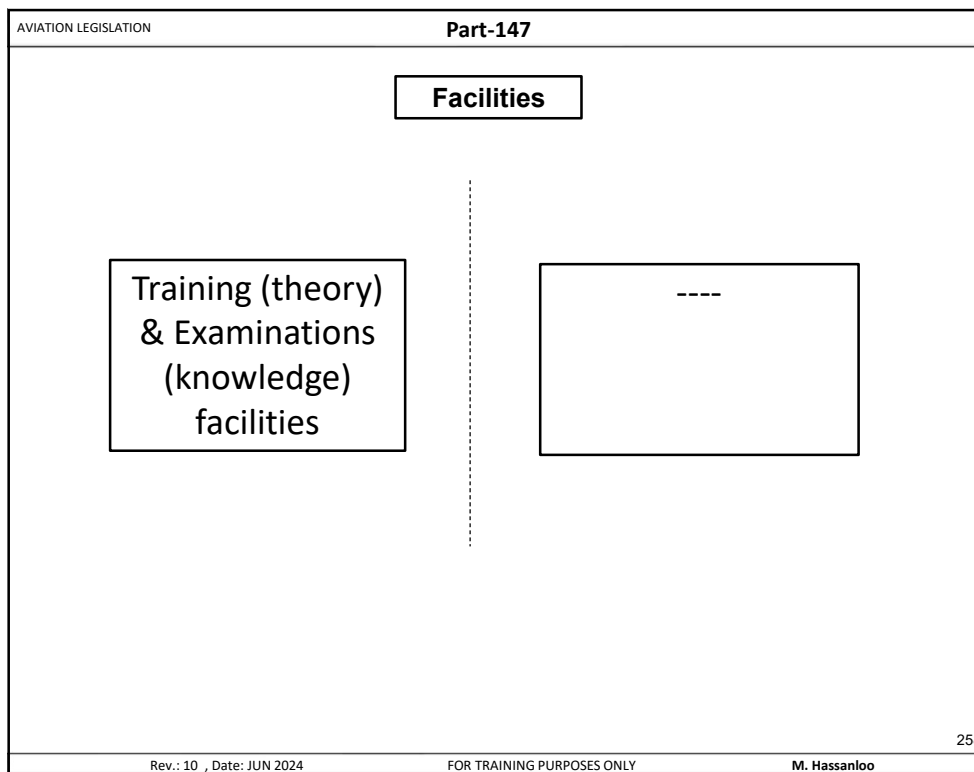 AVIATION LEGISLATION
Part-147
Facilities
Training (theory)
& Examinations
(knowledge)
facilities
----
25
Rev.: 10 , Date: JUN 2024
FOR TRAINING PURPOSES ONLY
M. Hassanloo